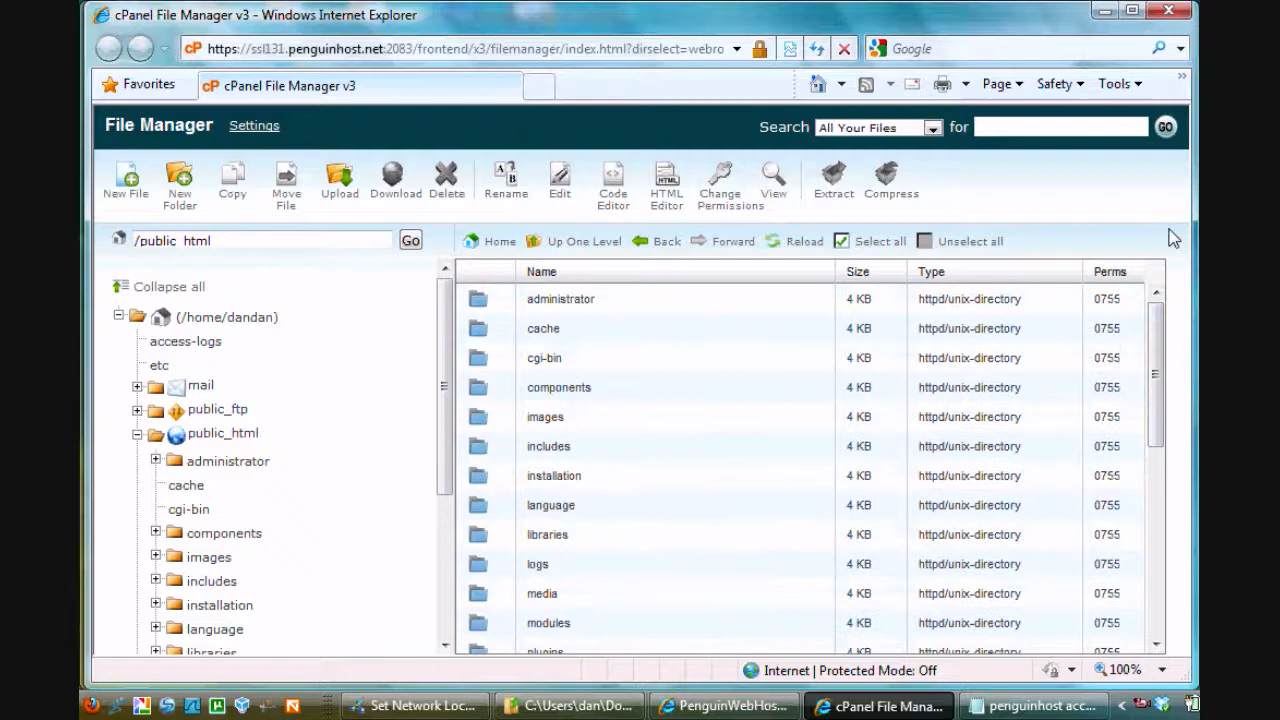 cPanel File Manager v3 - Windows Internet Explorer
https://ssl131.penguinhost.net:2083/frontend/x3/filemanager/index.html?dirselect=webro
Google
Favorites
cPanel File Manager v3
Page
Safety
Tools
File Manager
Settings
Search
All Your Files
for
GO
New File
New Folder
Copy
Move File
Upload
Download
Delete
Rename
Edit
Code Editor
HTML Editor
Change Permissions
View
Extract
Compress
/public_html
Go
Home
Up One Level
Back
Forward
Reload
Select all
Unselect all
Collapse all
(/home/dandan)
access-logs
etc
mail
public_ftp
public_html
administrator
cache
cgi-bin
components
images
includes
installation
language
libraries
Name Size Type Perms
administrator 4 KB httpd/unix-directory 0755
cache 4 KB httpd/unix-directory 0755
cgi-bin 4 KB httpd/unix-directory 0755
components 4 KB httpd/unix-directory 0755
images 4 KB httpd/unix-directory 0755
includes 4 KB httpd/unix-directory 0755
installation 4 KB httpd/unix-directory 0755
language 4 KB httpd/unix-directory 0755
libraries 4 KB httpd/unix-directory 0755
logs 4 KB httpd/unix-directory 0755
media 4 KB httpd/unix-directory 0755
modules 4 KB httpd/unix-directory 0755
plugins 4 KB httpd/unix-directory 0755
Internet | Protected Mode: Off
100%
Set Network Loc...
C:\Users\dan\Do...
PenguinWebHos...
cPanel File Mana...
penguinhost acc...